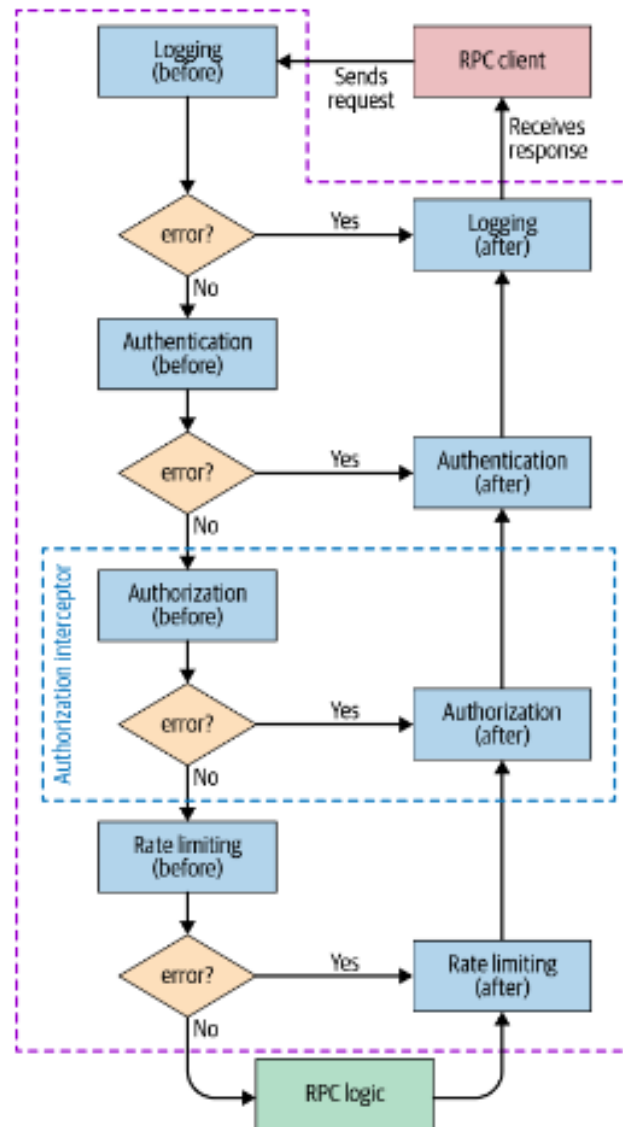 Logging
(before)
Sends
request
RPC client
Receives
response
error?
Yes
Logging
(after)
No
Authentication
(before)
error?
Yes
Authentication
(after)
No
Authorization interceptor
Authorization
(before)
error?
Yes
Authorization
(after)
No
Rate limiting
(before)
error?
Yes
Rate limiting
(after)
No
RPC logic